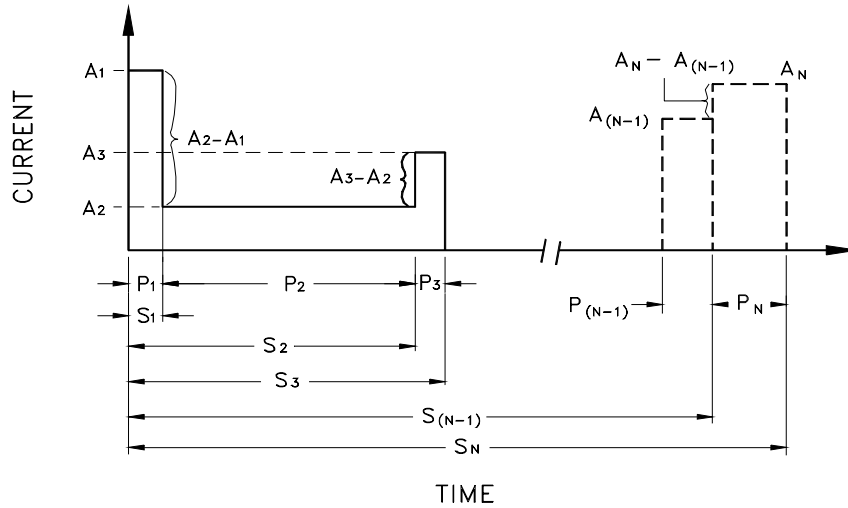 A1
A3
A2
CURRENT
A2–A1
A3–A2
AN – A(N-1)
AN
A(N-1)
P1
P2
P3
P(N-1)
PN
S1
S2
S3
S(N-1)
SN
TIME